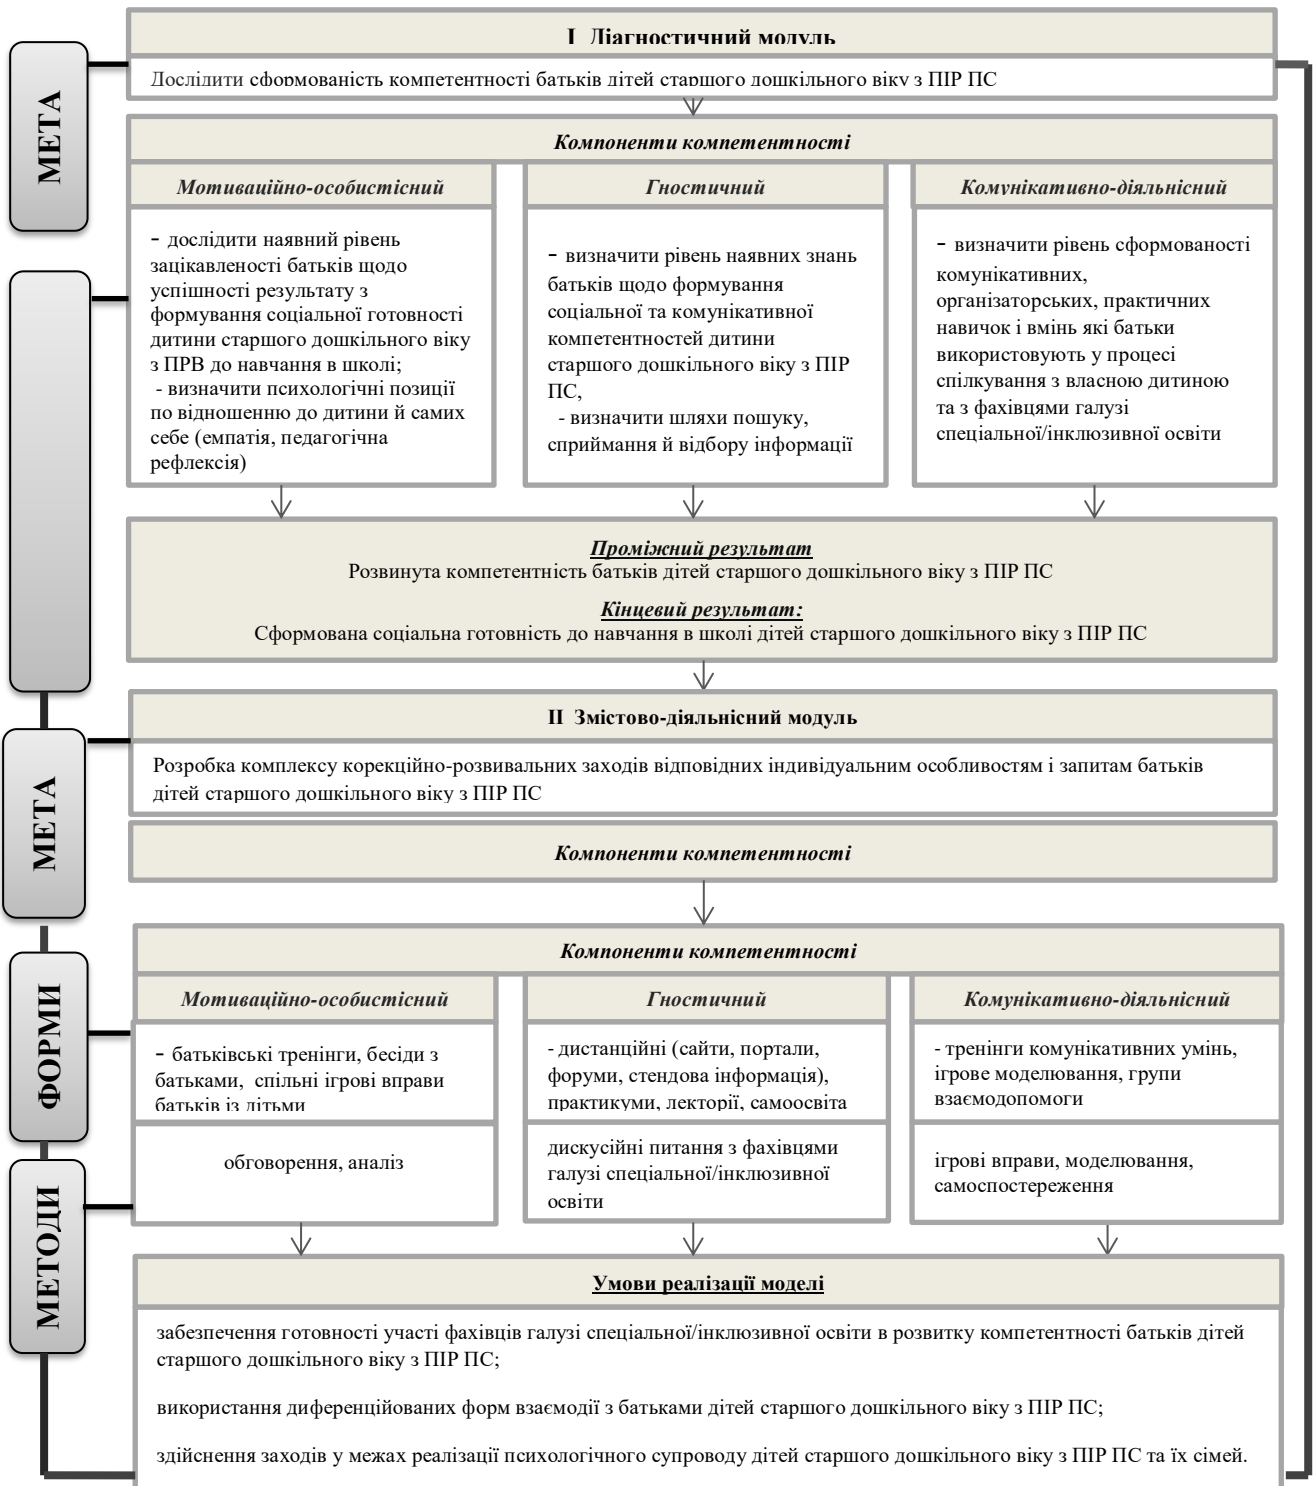 МЕТА
І Діагностичний модуль
Дослідити сформованість компетентності батьків дітей старшого дошкільного віку з ПІР ПС
Компоненти компетентності
Мотиваційно-особистісний
- дослідити наявний рівень
зацікавленості батьків щодо
успішності результату з
формування соціальної готовності
дитини старшого дошкільного віку
з ПРВ до навчання в школі;
- визначити психологічні позиції
по відношенню до дитини й самих
себе (емпатія, педагогічна
рефлексія)
Гностичний
- визначити рівень наявних знань
батьків щодо формування
соціальної та комунікативної
компетентностей дитини
старшого дошкільного віку з ПІР
ПС,
- визначити шляхи пошуку,
сприймання й відбору інформації
Комунікативно-діяльнісний
- визначити рівень сформованості
комунікативних,
організаторських, практичних
навичок і вмінь які батьки
використовують у процесі
спілкування з власною дитиною
та з фахівцями галузі
спеціальної/інклюзивної освіти
Проміжний результат
Розвинута компетентність батьків дітей старшого дошкільного віку з ПІР ПС
Кінцевий результат:
Сформована соціальна готовність до навчання в школі дітей старшого дошкільного віку з ПІР ПС
МЕТА
ІІ Змістово-діяльнісний модуль
Розробка комплексу корекційно-розвивальних заходів відповідних індивідуальним особливостям і запитам батьків
дітей старшого дошкільного віку з ПІР ПС
Компоненти компетентності
Компоненти компетентності
ФОРМИ
Мотиваційно-особистісний
- батьківські тренінги, бесіди з
батьками, спільні ігрові вправи
батьків із дітьми
Гностичний
- дистанційні (сайти, портали,
форуми, стендова інформація),
практикуми, лекторії, самоосвіта
Комунікативно-діяльнісний
- тренінги комунікативних умінь,
ігрове моделювання, групи
взаємодопомоги
МЕТОДИ
обговорення, аналіз
дискусійні питання з фахівцями
галузі спеціальної/інклюзивної
освіти
ігрові вправи, моделювання,
самоспостереження
Умови реалізації моделі
забезпечення готовності участі фахівців галузі спеціальної/інклюзивної освіти в розвитку компетентності батьків дітей
старшого дошкільного віку з ПІР ПС;
використання диференційованих форм взаємодії з батьками дітей старшого дошкільного віку з ПІР ПС;
здійснення заходів у межах реалізації психологічного супроводу дітей старшого дошкільного віку з ПІР ПС та їх сімей.